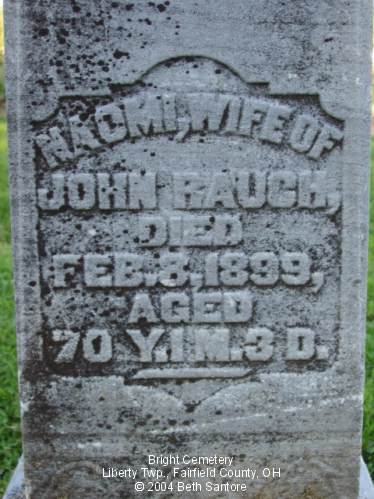 NAOMI, WIFE OF
JOHN RAUCH,
DIED
FEB. 8, 1899,
AGED
70 Y. 1 M. 3 D.
Bright Cemetery
Liberty Twp., Fairfield County, OH
© 2004 Beth Santore